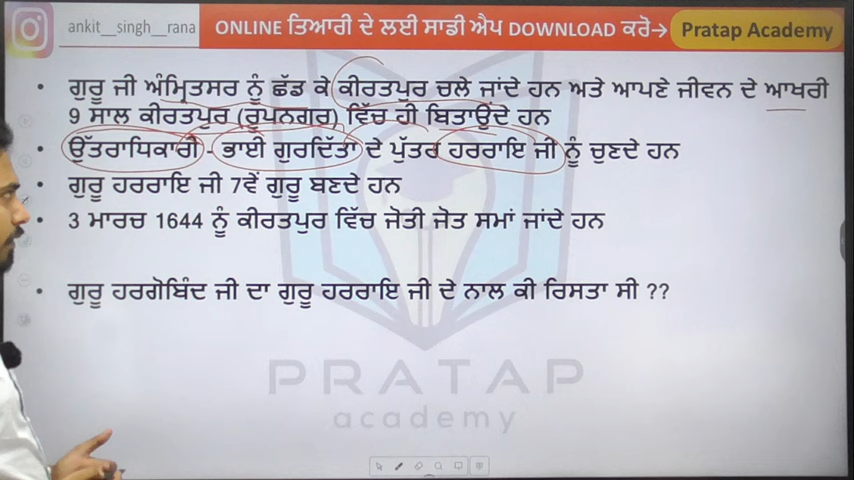 ankit__singh__rana
ONLINE ਤਿਆਰੀ ਦੇ ਲਈ ਸਾਡੀ ਐਪ DOWNLOAD ਕਰੋ→
Pratap Academy
• ਗੁਰੂ ਜੀ ਅੰਮ੍ਰਿਤਸਰ ਨੂੰ ਛੱਡ ਕੇ ਕੀਰਤਪੁਰ ਚਲੇ ਜਾਂਦੇ ਹਨ ਅਤੇ ਆਪਣੇ ਜੀਵਨ ਦੇ ਆਖਰੀ
9 ਸਾਲ ਕੀਰਤਪੁਰ (ਰੂਪਨਗਰ) ਵਿੱਚ ਹੀ ਬਿਤਾਉਂਦੇ ਹਨ
• ਉੱਤਰਾਧਿਕਾਰੀ - ਭਾਈ ਗੁਰਦਿੱਤਾ ਦੇ ਪੁੱਤਰ ਹਰਰਾਇ ਜੀ ਨੂੰ ਚੁਣਦੇ ਹਨ
• ਗੁਰੂ ਹਰਰਾਇ ਜੀ 7ਵੇਂ ਗੁਰੂ ਬਣਦੇ ਹਨ
• 3 ਮਾਰਚ 1644 ਨੂੰ ਕੀਰਤਪੁਰ ਵਿੱਚ ਜੋਤੀ ਜੋਤ ਸਮਾਂ ਜਾਂਦੇ ਹਨ
• ਗੁਰੂ ਹਰਗੋਬਿੰਦ ਜੀ ਦਾ ਗੁਰੂ ਹਰਰਾਇ ਜੀ ਦੇ ਨਾਲ ਕੀ ਰਿਸਤਾ ਸੀ ??
PRATAP
academy